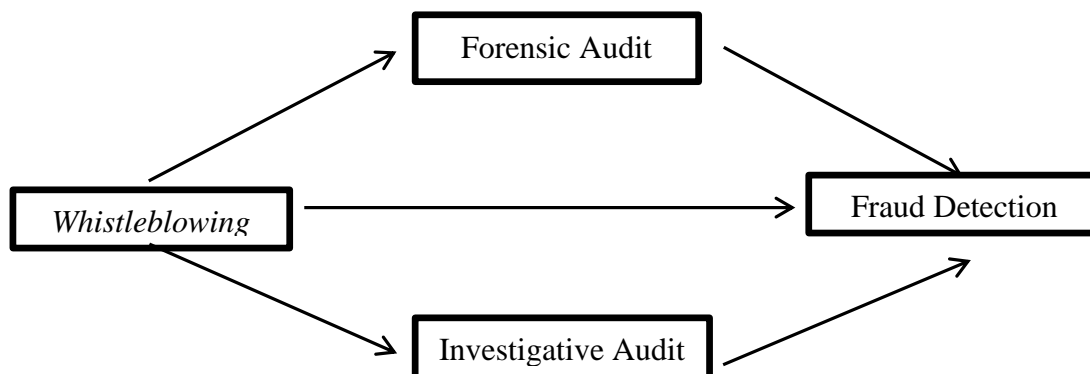 Forensic Audit
Whistleblowing
Fraud Detection
Investigative Audit